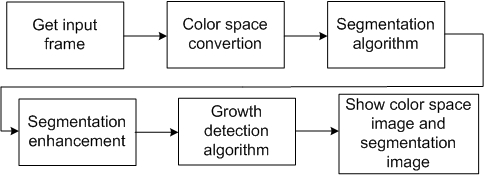 Get input
frame
Color space
convertion
Segmentation
algorithm
Segmentation
enhancement
Growth
detection
algorithm
Show color space
image and
segmentation
image